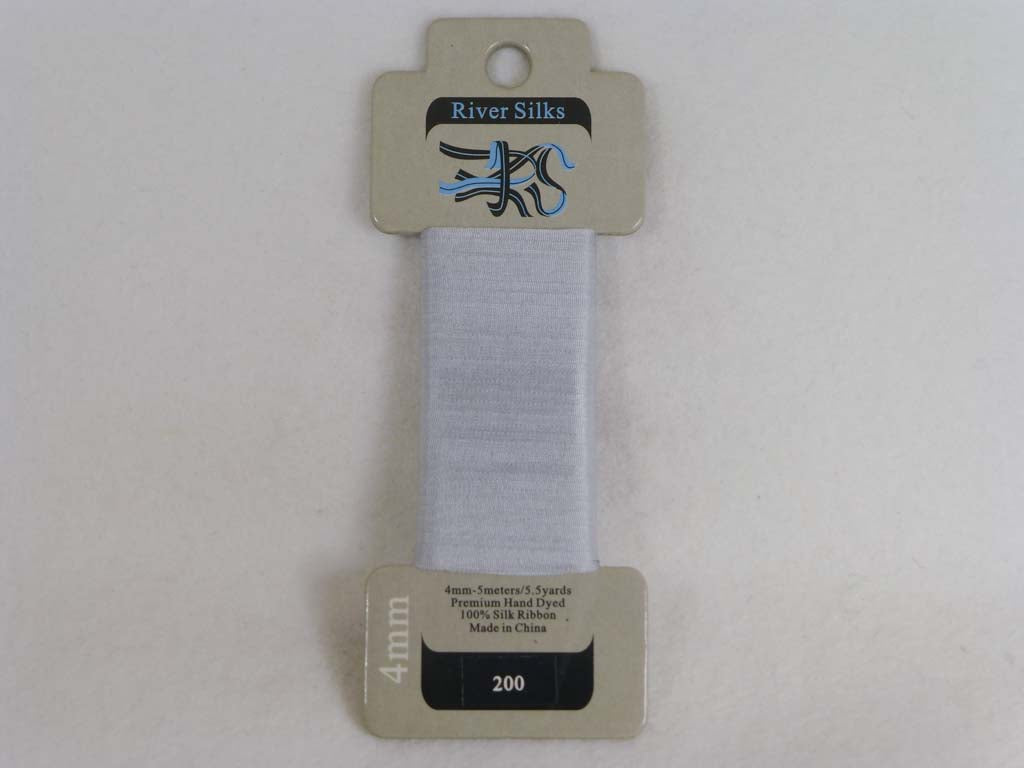 River Silks
4mm-5meters/5.5yards
Premium Hand Dyed
100% Silk Ribbon
Made in China
4mm
200